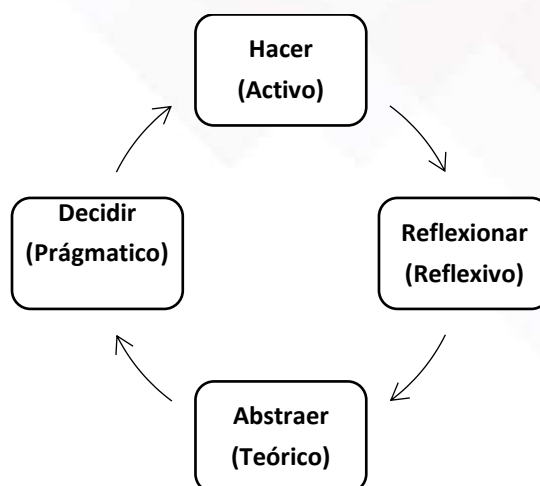 Hacer
(Activo)
Reflexionar
(Reflexivo)
Abstraer
(Teórico)
Decidir
(Prágmatico)